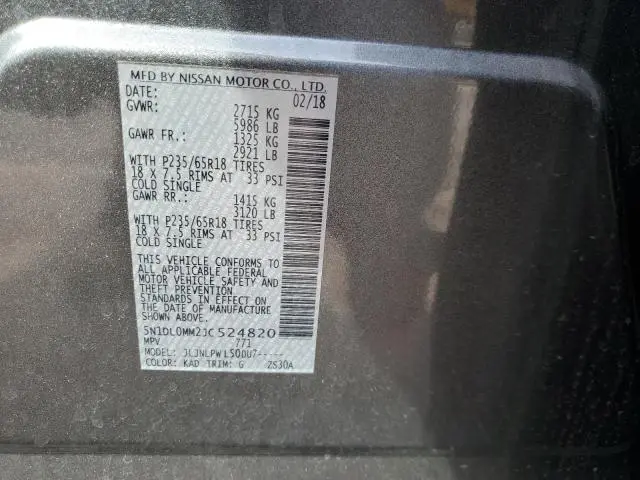 MFD BY NISSAN MOTOR CO., LTD.
DATE: 02/18
GVWR: 2715 KG
5986 LB
GAWR FR.: 1325 KG
2921 LB
WITH P235/65R18 TIRES
18 X 7.5 RIMS AT 33 PSI
COLD SINGLE
GAWR RR.: 1415 KG
3120 LB
WITH P235/65R18 TIRES
18 X 7.5 RIMS AT 33 PSI
COLD SINGLE
THIS VEHICLE CONFORMS TO
ALL APPLICABLE FEDERAL
MOTOR VEHICLE SAFETY AND
THEFT PREVENTION
STANDARDS IN EFFECT ON
THE DATE OF MANUFACTURE
SHOWN ABOVE.
5N1DL0MM2JC524820
MPV 771
MODEL: JLJNLPWL50DU7-----
COLOR: KAD TRIM: G ZS30A